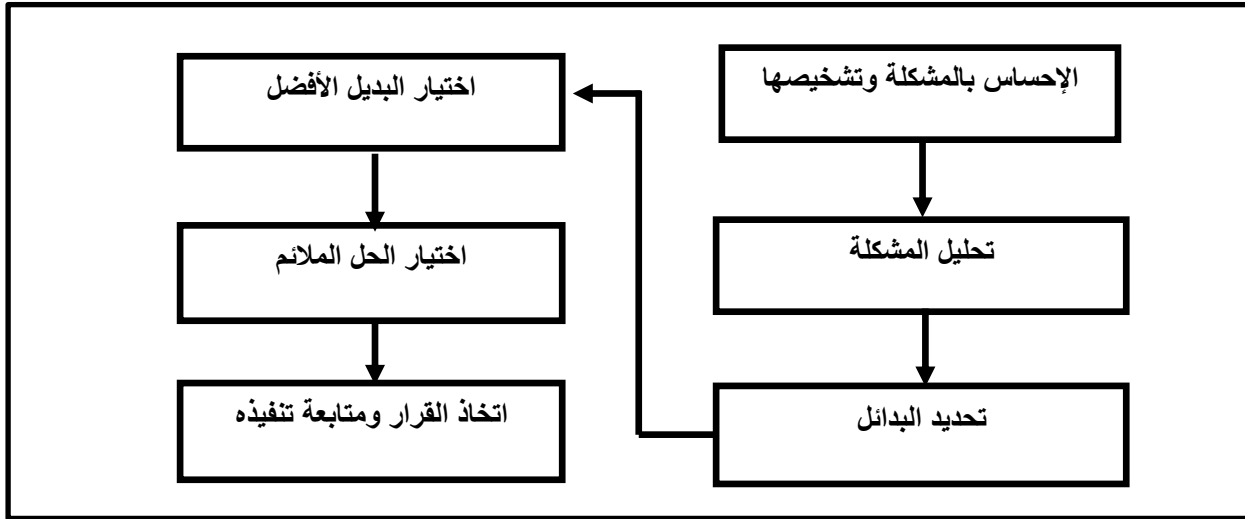 الإحساس بالمشكلة وتشخيصها
تحليل المشكلة
تحديد البدائل
اختيار البديل الأفضل
اختيار الحل الملائم
اتخاذ القرار ومتابعة تنفيذه